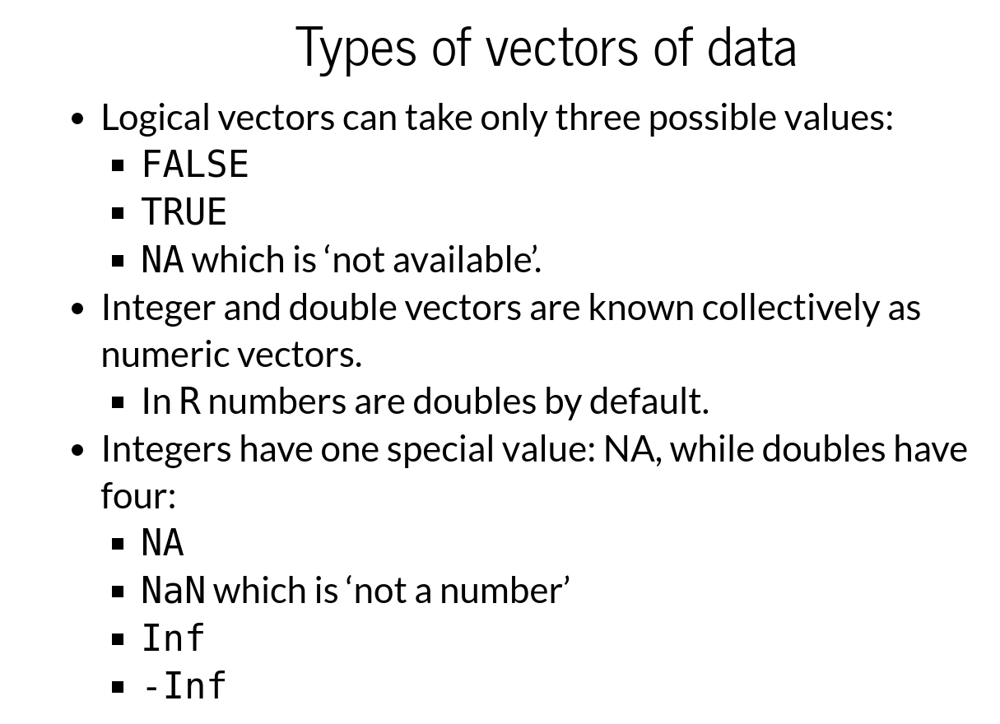 Types of vectors of data
• Logical vectors can take only three possible values:
▪ FALSE
▪ TRUE
▪ NA which is ‘not available’.
• Integer and double vectors are known collectively as
numeric vectors.
▪ In R numbers are doubles by default.
• Integers have one special value: NA, while doubles have
four:
▪ NA
▪ NaN which is ‘not a number’
▪ Inf
▪ -Inf